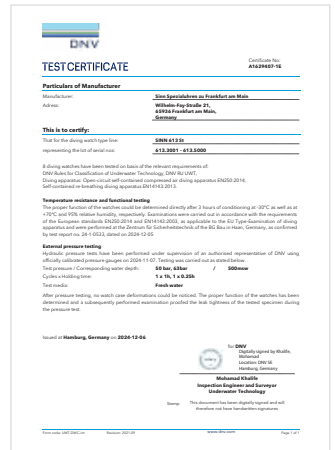 DNV
Certificate No:
A1629407-1E
TEST CERTIFICATE
Particulars of Manufacturer
Manufacturer: Sinn Spezialuhren zu Frankfurt am Main
Adress: Wilhelm-Fay-Straße 21,
65936 Frankfurt am Main,
Germany
This is to certify:
That for the diving watch type line: SINN 613 St
representing the lot of serial nos: 613.3001 - 613.5000
8 diving watches have been tested on basis of the relevant requirements of:
DNV Rules for Classification of Underwater Technology, DNV RU UWT,
Diving apparatus: Open-circuit self-contained compressed air diving apparatus EN250:2014,
Self-contained re-breathing diving apparatus EN14143:2013.
Temperature resistance and functional testing
The proper function of the watches could be determined directly after 3 hours of conditioning at -30°C as well as at
+70°C and 95% relative humidity, respectively. Examinations were carried out in accordance with the requirements
of the European standards EN250:2014 and EN14143:2003, as applicable to the EU Type-Examination of diving
apparatus and were performed at the Zentrum für Sicherheitstechnik of the BG Bau in Haan, Germany, as confirmed
by test report no. 24-1-0533, dated on 2024-12-05
External pressure testing
Hydraulic pressure tests have been performed under supervision of an authorised representative of DNV using
officially calibrated pressure gauges on 2024-11-07. Testing was carried out as stated below.
Test pressure / Corresponding water depth: 50 bar, 62bar / 500msw
Cycles x Holding time: 1 x 1h, 1 x 0.25h
Test media: Fresh water
After pressure testing, no watch case deformations could be noticed. The proper function of the watches has been
determined and a subsequently performed examination proofed the leak tightness of the tested specimen during
the pressure test.
Issued at Hamburg, Germany on 2024-12-06
for DNV
Digitally signed by Khalife,
Mohamad
Location: DNV SE
Hamburg, Germany
Mohamad Khalife
Inspection Engineer and Surveyor
Underwater Technology
Stamp This document has been digitally signed and will
therefore not have handwritten signatures
Revision: 2021-09 www.dnv.com Page 1 of 1